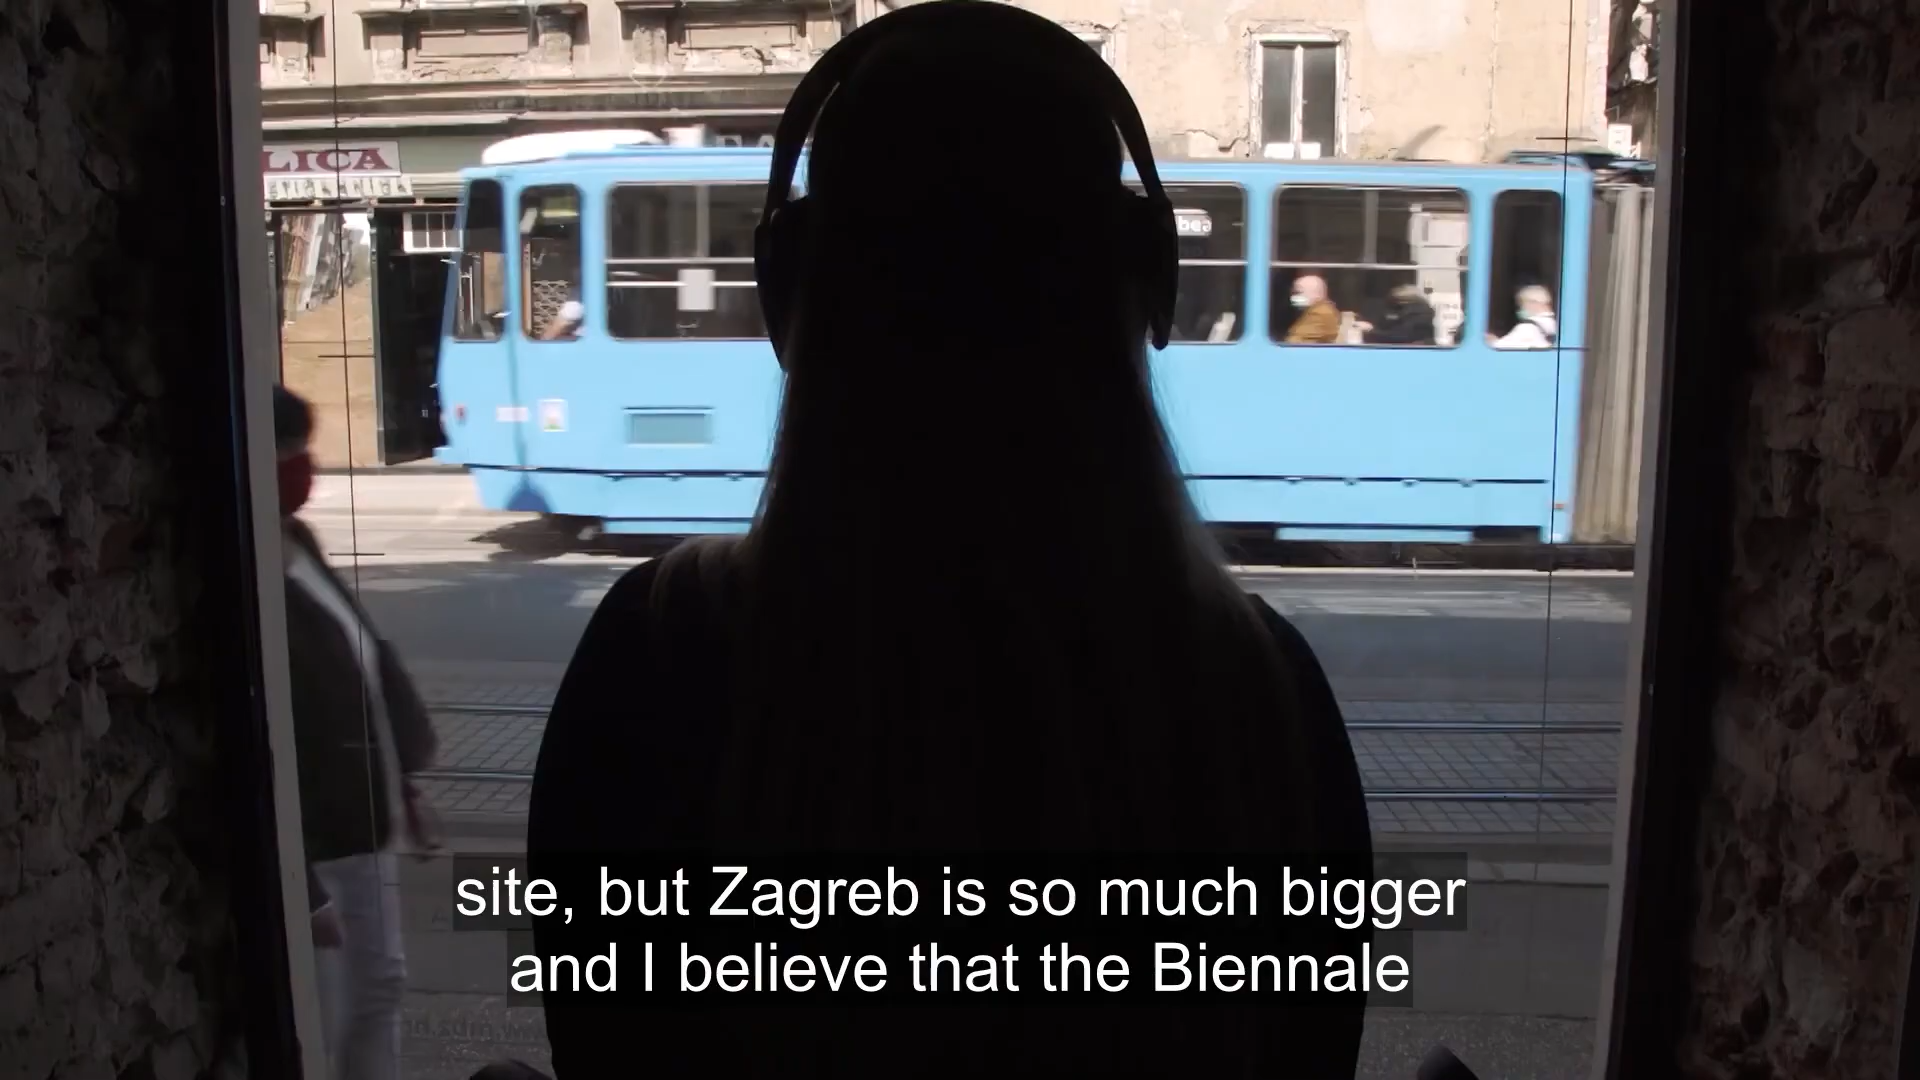 LICA
site, but Zagreb is so much bigger
and I believe that the Biennale